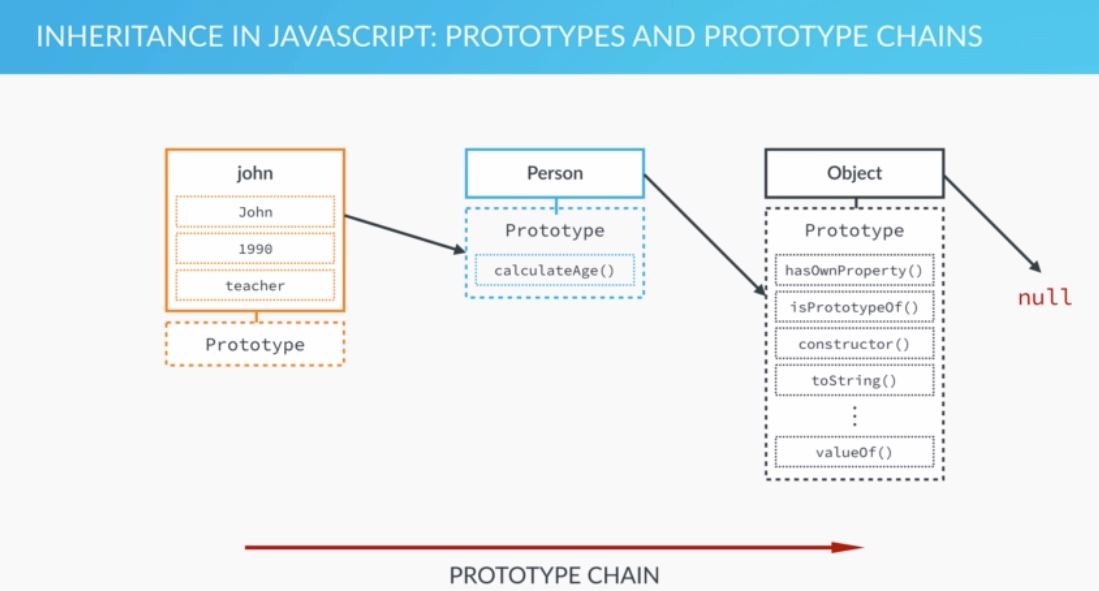 INHERITANCE IN JAVASCRIPT: PROTOTYPES AND PROTOTYPE CHAINS
john
John
1990
teacher
Prototype
Person
Prototype
calculateAge()
Object
Prototype
hasOwnProperty()
isPrototypeOf()
constructor()
toString()
⋮
valueOf()
null
PROTOTYPE CHAIN